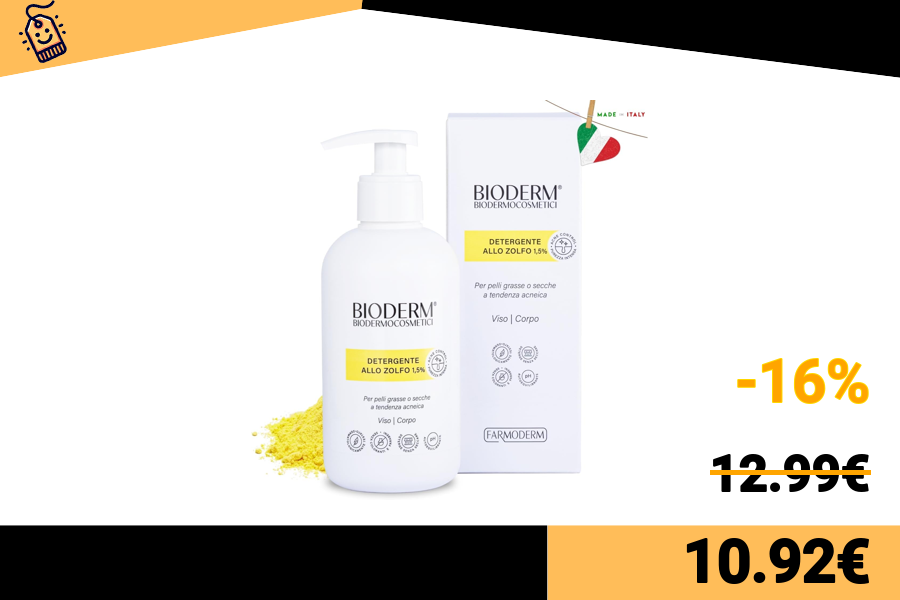 MADE IN ITALY
BIODERM®
BIODERMOCOSMETICI
DETERGENTE
ALLO ZOLFO 1,5%
ACNE CONTROL
Per pelli grasse o secche
a tendenza acneica
Viso | Corpo
FARMODERM
BIODERM®
BIODERMOCOSMETICI
DETERGENTE
ALLO ZOLFO 1,5%
Per pelli grasse o secche
a tendenza acneica
Viso | Corpo
-16%
12.99€
10.92€